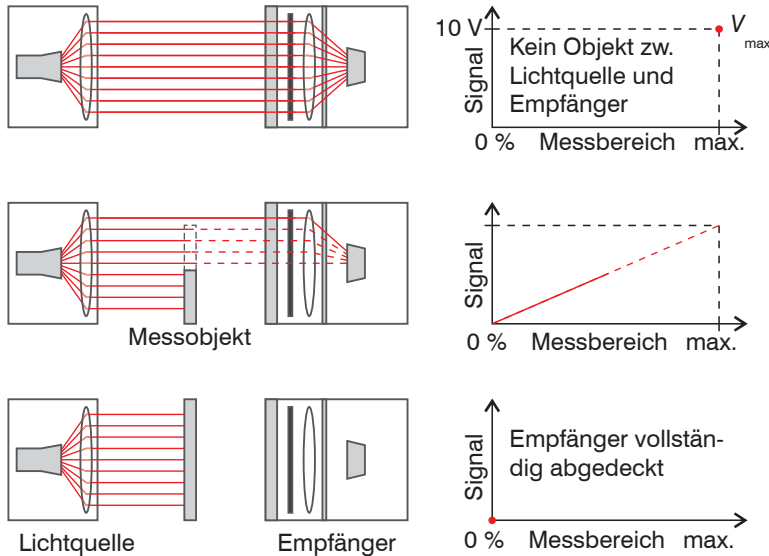 10 V
V max
Kein Objekt zw.
Lichtquelle und
Empfänger
Signal
0 % Messbereich max.
Messobjekt
Signal
0 % Messbereich max.
Empfänger vollstän-
dig abgedeckt
Signal
0 % Messbereich max.
Lichtquelle
Empfänger